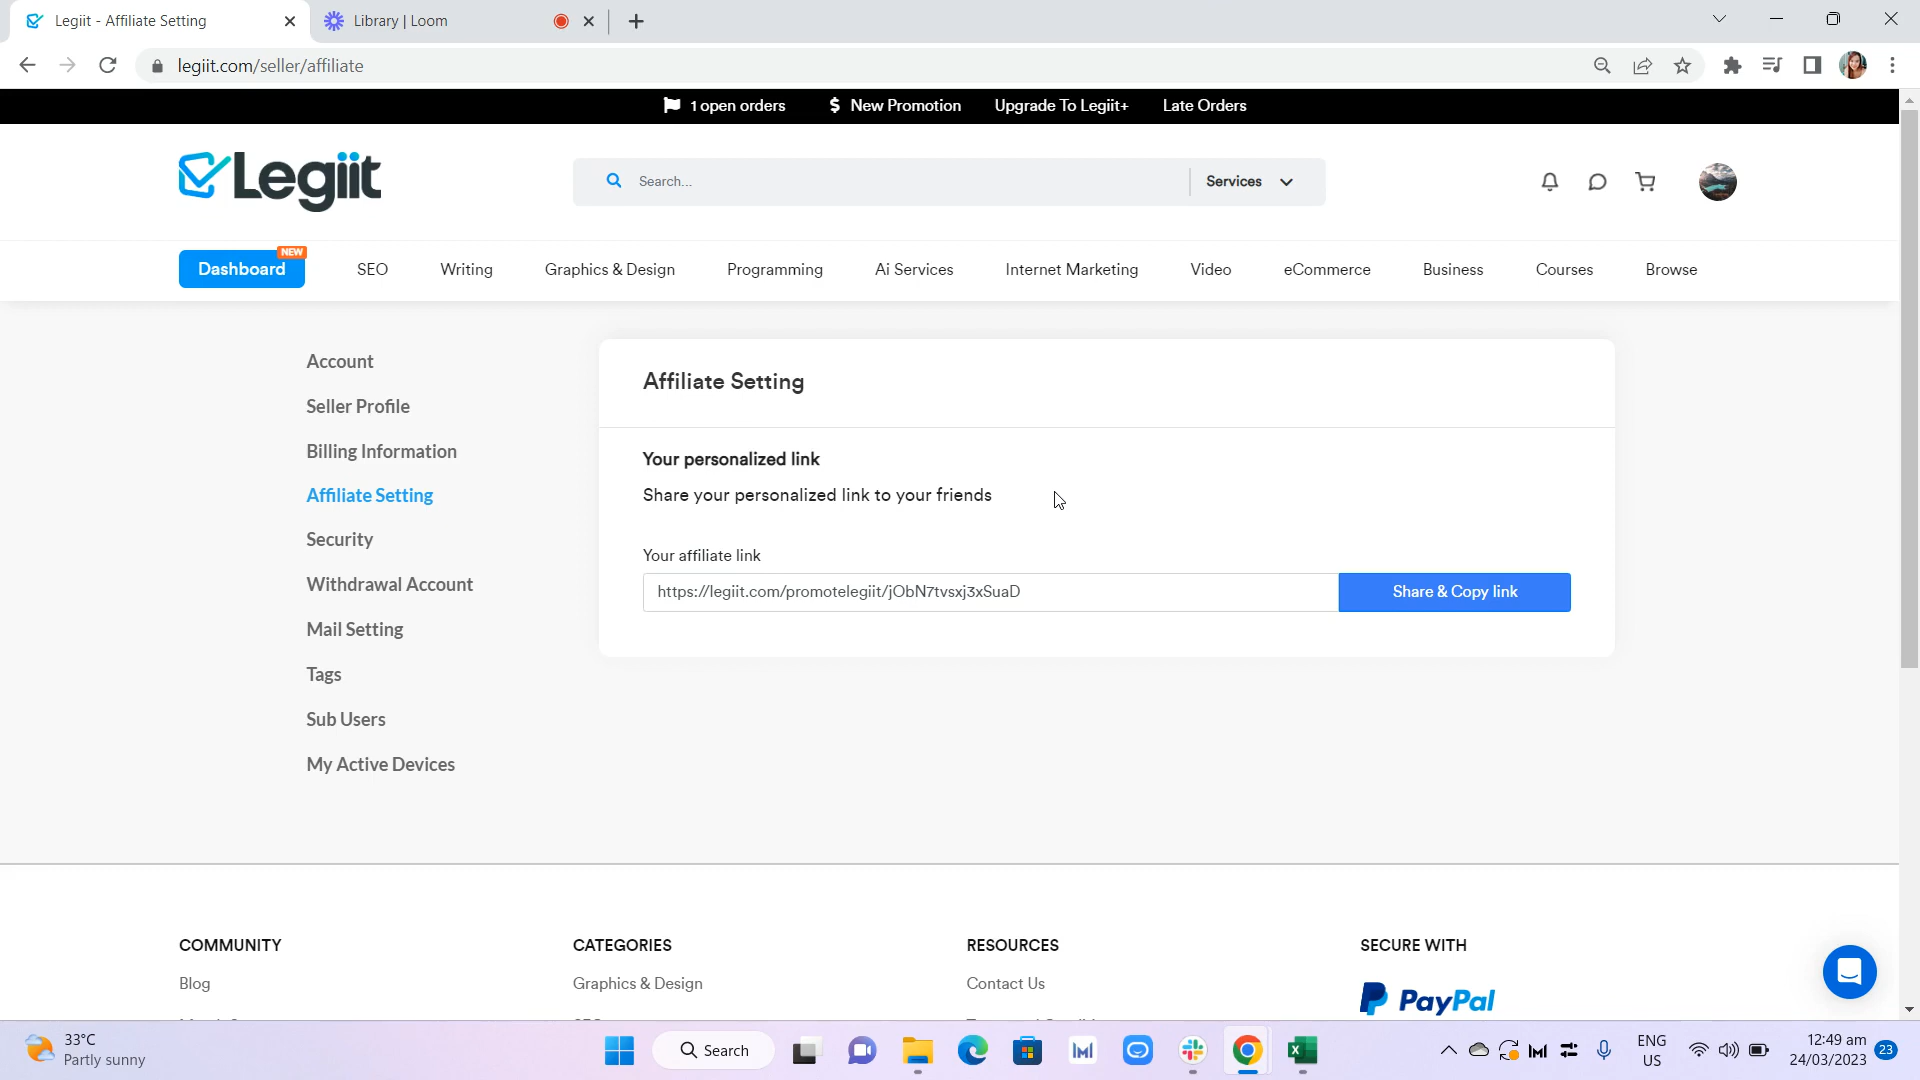 Legiit - Affiliate Setting
Library | Loom
legiit.com/seller/affiliate
1 open orders
$ New Promotion
Upgrade To Legiit+
Late Orders
Legiit
Search...
Services
Dashboard
NEW
SEO
Writing
Graphics & Design
Programming
Ai Services
Internet Marketing
Video
eCommerce
Business
Courses
Browse
Account
Seller Profile
Billing Information
Affiliate Setting
Security
Withdrawal Account
Mail Setting
Tags
Sub Users
My Active Devices
Affiliate Setting
Your personalized link
Share your personalized link to your friends
Your affiliate link
https://legiit.com/promotelegiit/jObN7tvsxj3xSuaD
Share & Copy link
COMMUNITY
Blog
CATEGORIES
Graphics & Design
RESOURCES
Contact Us
SECURE WITH
PayPal
33°C
Partly sunny
Search
ENG
US
12:49 am
24/03/2023
23